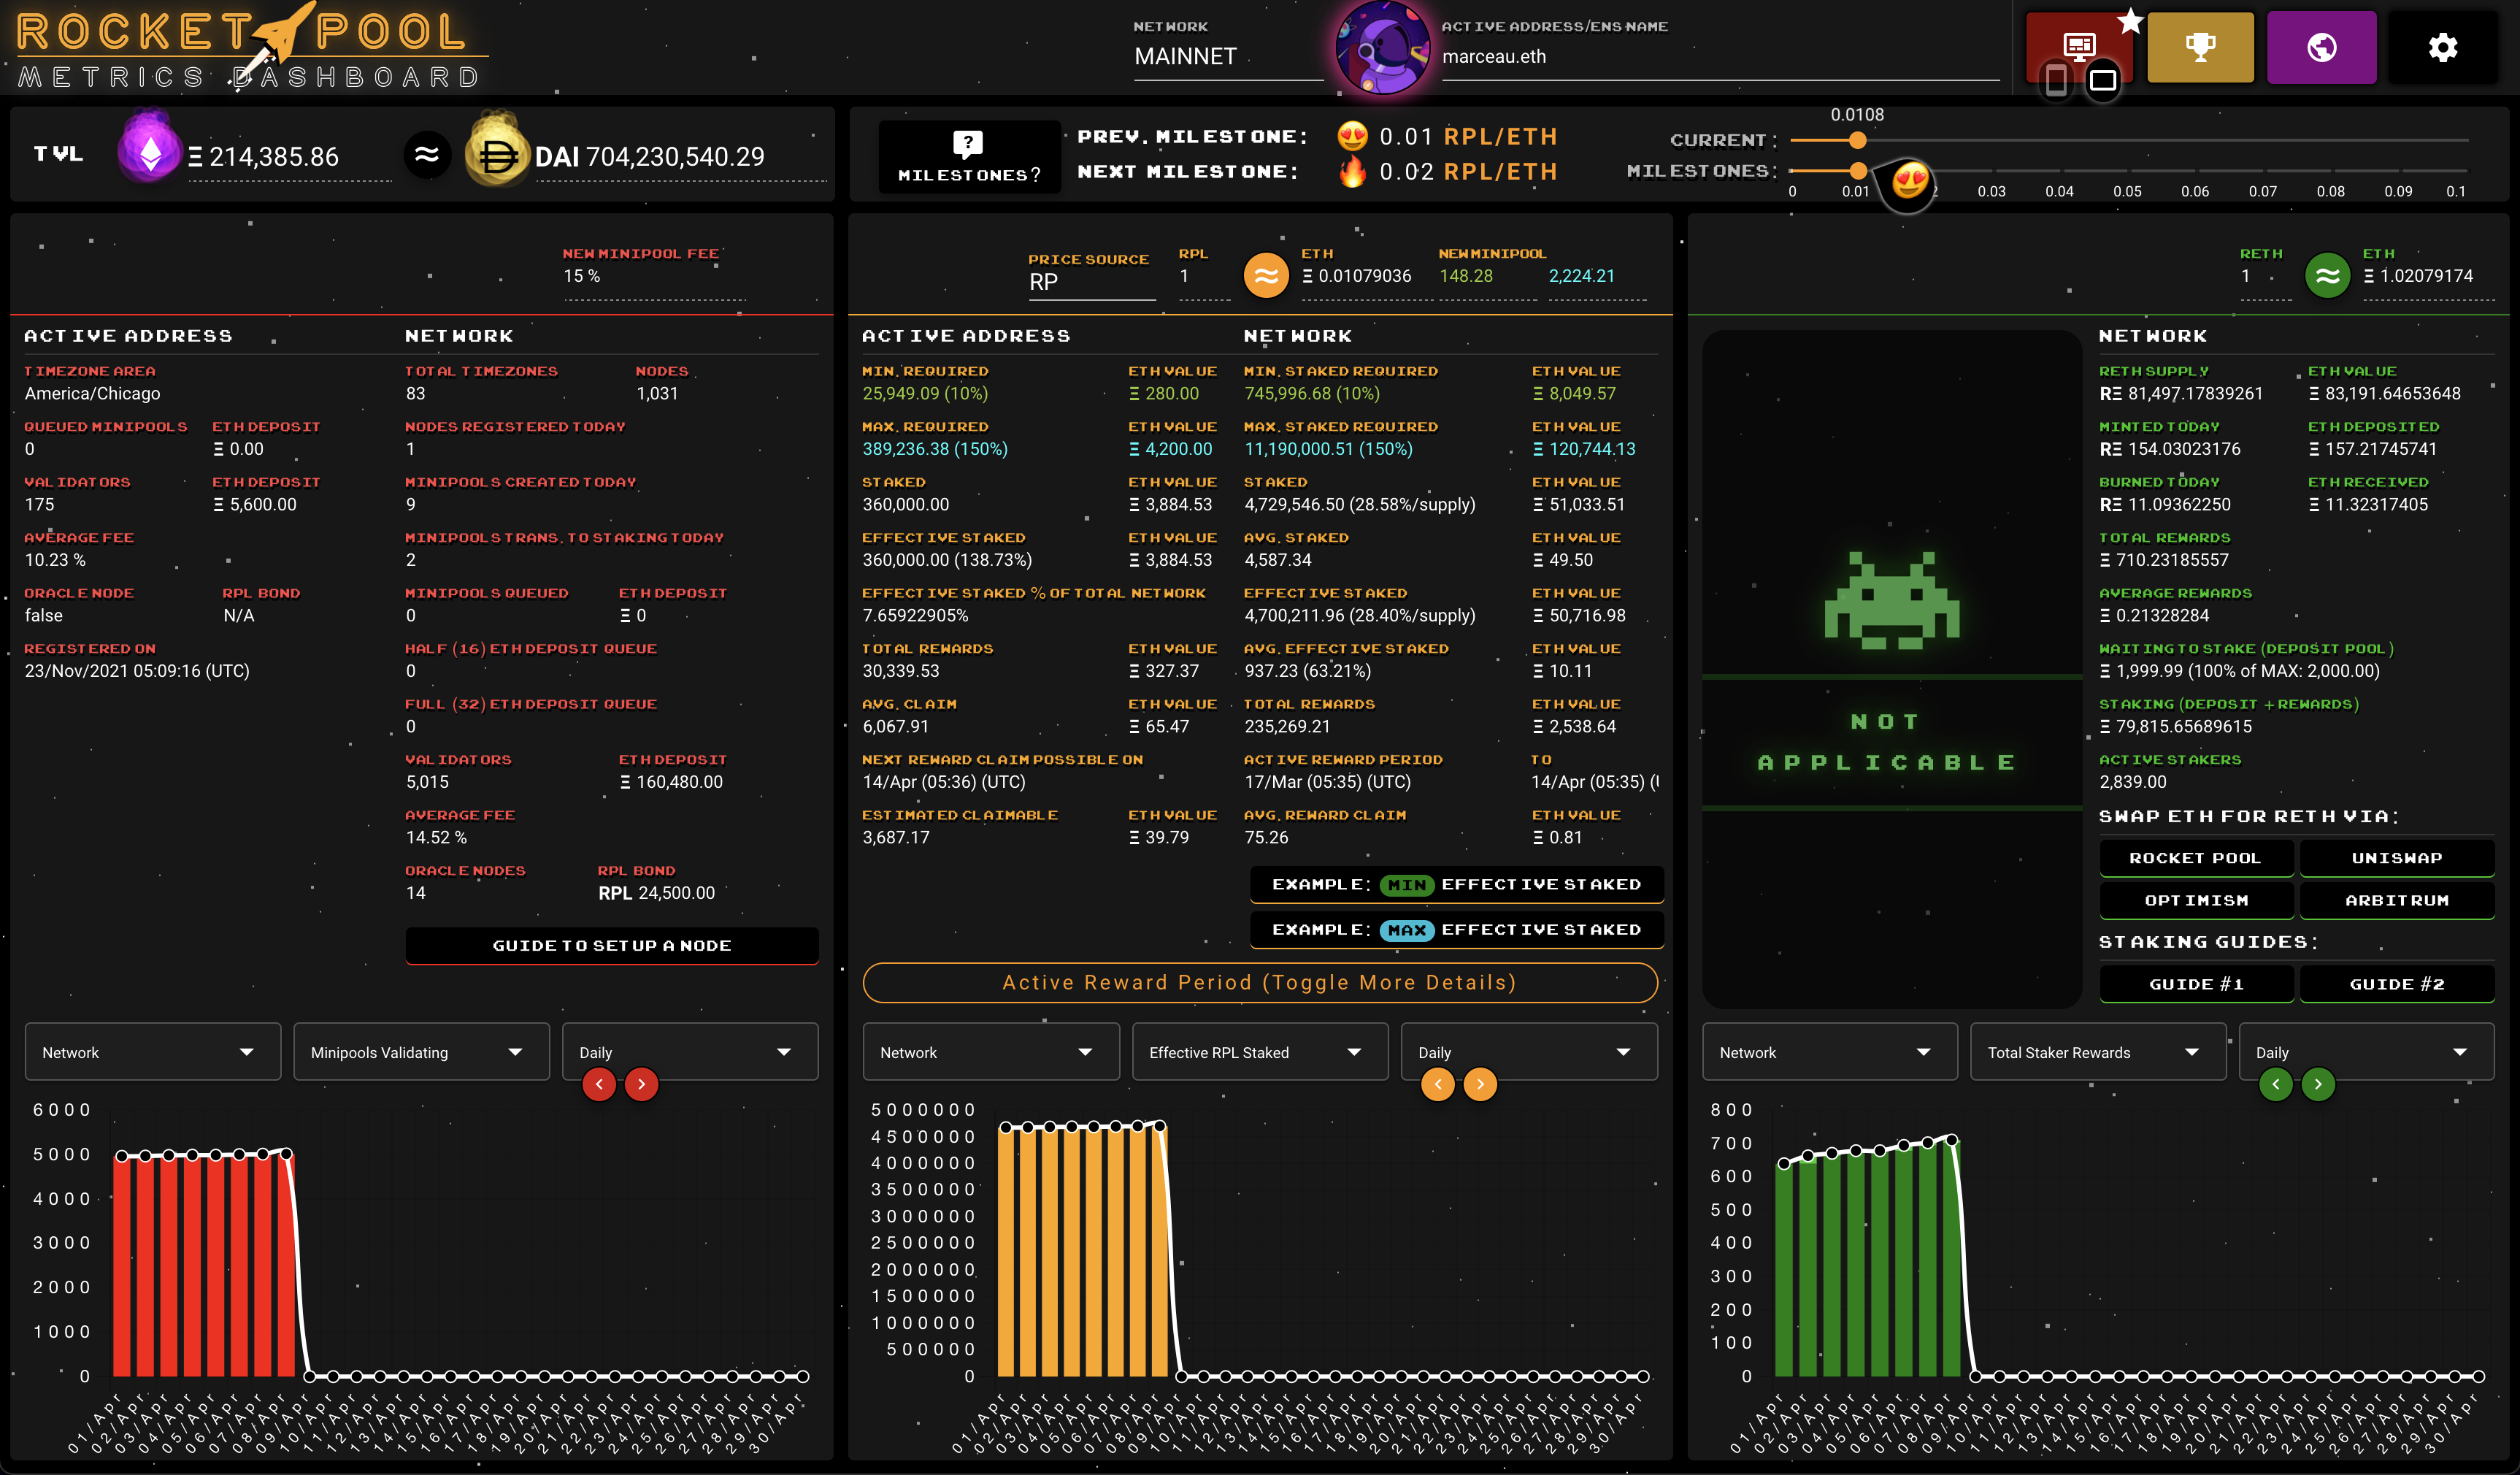 ROCKET POOL
METRICS DASHBOARD
NETWORK
MAINNET
ACTIVE ADDRESS/ENS NAME
marceau.eth
TVL
Ξ 214,385.86
≈
DAI 704,230,540.29
MILESTONES?
PREV. MILESTONE: 😍 0.01 RPL/ETH
NEXT MILESTONE: 🔥 0.02 RPL/ETH
0.0108
CURRENT:
MILESTONES:
0 0.01 0.03 0.04 0.05 0.06 0.07 0.08 0.09 0.1
NEW MINIPOOL FEE
15 %
ACTIVE ADDRESS
TIMEZONE AREA
America/Chicago
QUEUED MINIPOOLS ETH DEPOSIT
0 Ξ 0.00
VALIDATORS ETH DEPOSIT
175 Ξ 5,600.00
AVERAGE FEE
10.23 %
ORACLE NODE RPL BOND
false N/A
REGISTERED ON
23/Nov/2021 05:09:16 (UTC)
NETWORK
TOTAL TIMEZONES NODES
83 1,031
NODES REGISTERED TODAY
1
MINIPOOLS CREATED TODAY
9
MINIPOOLS TRANS. TO STAKING TODAY
2
MINIPOOLS QUEUED ETH DEPOSIT
0 Ξ 0
HALF (16) ETH DEPOSIT QUEUE
0
FULL (32) ETH DEPOSIT QUEUE
0
VALIDATORS ETH DEPOSIT
5,015 Ξ 160,480.00
AVERAGE FEE
14.52 %
ORACLE NODES RPL BOND
14 RPL 24,500.00
GUIDE TO SETUP A NODE
Network Minipools Validating Daily
6000
5000
4000
3000
2000
1000
0
01/Apr 02/Apr 03/Apr 04/Apr 05/Apr 06/Apr 07/Apr 08/Apr 09/Apr 10/Apr 11/Apr 12/Apr 13/Apr 14/Apr 15/Apr 16/Apr 17/Apr 18/Apr 19/Apr 20/Apr 21/Apr 22/Apr 23/Apr 24/Apr 25/Apr 26/Apr 27/Apr 28/Apr 29/Apr 30/Apr
PRICE SOURCE
RP
RPL ETH NEW MINIPOOL
1 ≈ Ξ 0.01079036 148.28 2,224.21
ACTIVE ADDRESS
MIN. REQUIRED ETH VALUE
25,949.09 (10%) Ξ 280.00
MAX. REQUIRED ETH VALUE
389,236.38 (150%) Ξ 4,200.00
STAKED ETH VALUE
360,000.00 Ξ 3,884.53
EFFECTIVE STAKED ETH VALUE
360,000.00 (138.73%) Ξ 3,884.53
EFFECTIVE STAKED % OF TOTAL NETWORK
7.65922905%
TOTAL REWARDS ETH VALUE
30,339.53 Ξ 327.37
AVG. CLAIM ETH VALUE
6,067.91 Ξ 65.47
NEXT REWARD CLAIM POSSIBLE ON
14/Apr (05:36) (UTC)
ESTIMATED CLAIMABLE ETH VALUE
3,687.17 Ξ 39.79
NETWORK
MIN. STAKED REQUIRED ETH VALUE
745,996.68 (10%) Ξ 8,049.57
MAX. STAKED REQUIRED ETH VALUE
11,190,000.51 (150%) Ξ 120,744.13
STAKED ETH VALUE
4,729,546.50 (28.58%/supply) Ξ 51,033.51
AVG. STAKED ETH VALUE
4,587.34 Ξ 49.50
EFFECTIVE STAKED ETH VALUE
4,700,211.96 (28.40%/supply) Ξ 50,716.98
AVG. EFFECTIVE STAKED ETH VALUE
937.23 (63.21%) Ξ 10.11
TOTAL REWARDS ETH VALUE
235,269.21 Ξ 2,538.64
ACTIVE REWARD PERIOD TO
17/Mar (05:35) (UTC) 14/Apr (05:35) (
AVG. REWARD CLAIM ETH VALUE
75.26 Ξ 0.81
EXAMPLE: MIN EFFECTIVE STAKED
EXAMPLE: MAX EFFECTIVE STAKED
Active Reward Period (Toggle More Details)
Network Effective RPL Staked Daily
5000000
4500000
4000000
3500000
3000000
2500000
2000000
1500000
1000000
500000
0
01/Apr 02/Apr 03/Apr 04/Apr 05/Apr 06/Apr 07/Apr 08/Apr 09/Apr 10/Apr 11/Apr 12/Apr 13/Apr 14/Apr 15/Apr 16/Apr 17/Apr 18/Apr 19/Apr 20/Apr 21/Apr 22/Apr 23/Apr 24/Apr 25/Apr 26/Apr 27/Apr 28/Apr 29/Apr 30/Apr
RETH ETH
1 ≈ Ξ 1.02079174
NOT
APPLICABLE
NETWORK
RETH SUPPLY ETH VALUE
RΞ 81,497.17839261 Ξ 83,191.64653648
MINTED TODAY ETH DEPOSITED
RΞ 154.03023176 Ξ 157.21745741
BURNED TODAY ETH RECEIVED
RΞ 11.09362250 Ξ 11.32317405
TOTAL REWARDS
Ξ 710.23185557
AVERAGE REWARDS
Ξ 0.21328284
WAITING TO STAKE (DEPOSIT POOL)
Ξ 1,999.99 (100% of MAX: 2,000.00)
STAKING (DEPOSIT + REWARDS)
Ξ 79,815.65689615
ACTIVE STAKERS
2,839.00
SWAP ETH FOR RETH VIA:
ROCKET POOL UNISWAP
OPTIMISM ARBITRUM
STAKING GUIDES:
GUIDE #1 GUIDE #2
Network Total Staker Rewards Daily
800
700
600
500
400
300
200
100
0
01/Apr 02/Apr 03/Apr 04/Apr 05/Apr 06/Apr 07/Apr 08/Apr 09/Apr 10/Apr 11/Apr 12/Apr 13/Apr 14/Apr 15/Apr 16/Apr 17/Apr 18/Apr 19/Apr 20/Apr 21/Apr 22/Apr 23/Apr 24/Apr 25/Apr 26/Apr 27/Apr 28/Apr 29/Apr 30/Apr